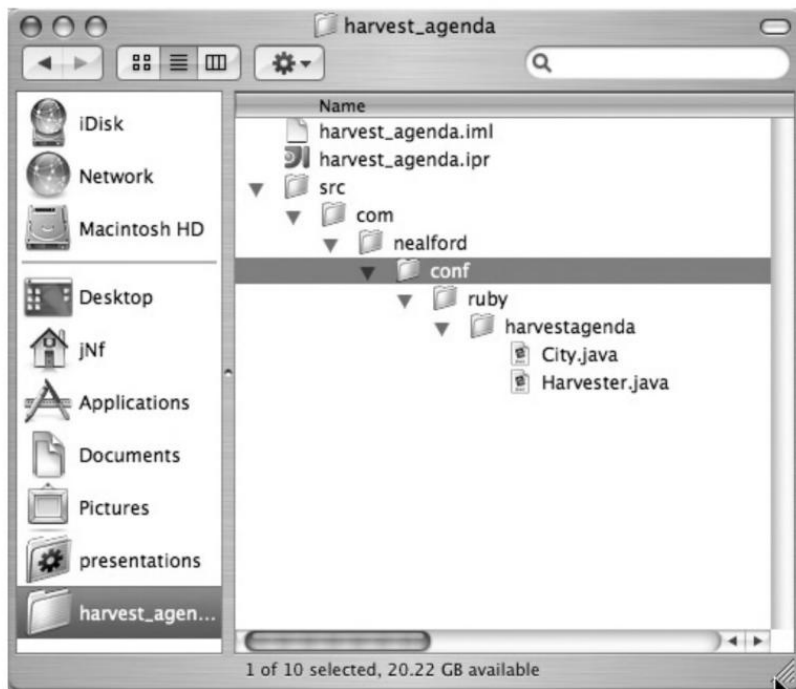 harvest_agenda
iDisk
Network
Macintosh HD
Desktop
jNf
Applications
Documents
Pictures
presentations
harvest_agen...
Name
harvest_agenda.iml
harvest_agenda.ipr
src
com
nealford
conf
ruby
harvestagenda
City.java
Harvester.java
1 of 10 selected, 20.22 GB available